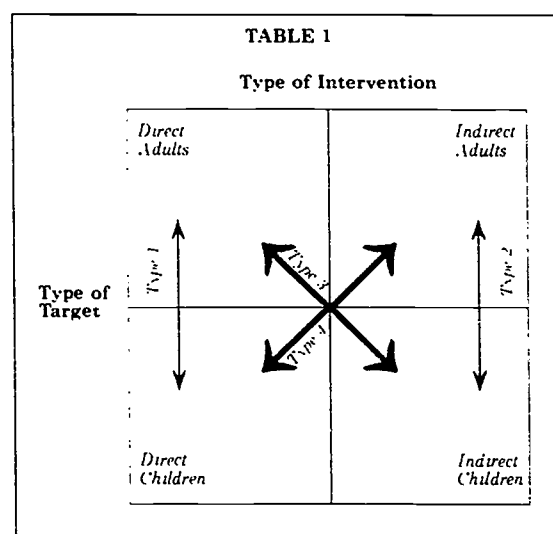 TABLE 1
Type of Intervention
Direct
Adults
Indirect
Adults
Type 1
Type 3
Type 2
Type of
Target
Type 4
Direct
Children
Indirect
Children